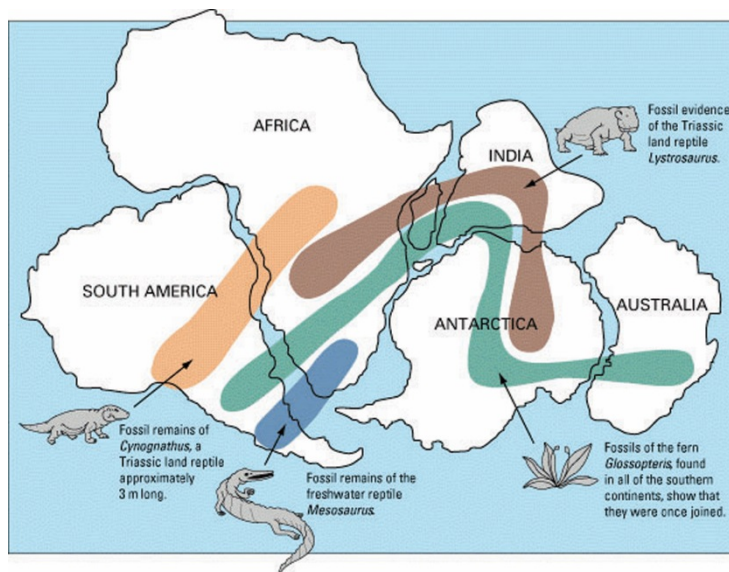 AFRICA
INDIA
Fossil evidence
of the Triassic
land reptile
Lystrosaurus.
SOUTH AMERICA
ANTARCTICA
AUSTRALIA
Fossil remains of
Cynognathus, a
Triassic land reptile
approximately
3 m long.
Fossil remains of the
freshwater reptile
Mesosaurus.
Fossils of the fern
Glossopteris, found
in all of the southern
continents, show that
they were once joined.